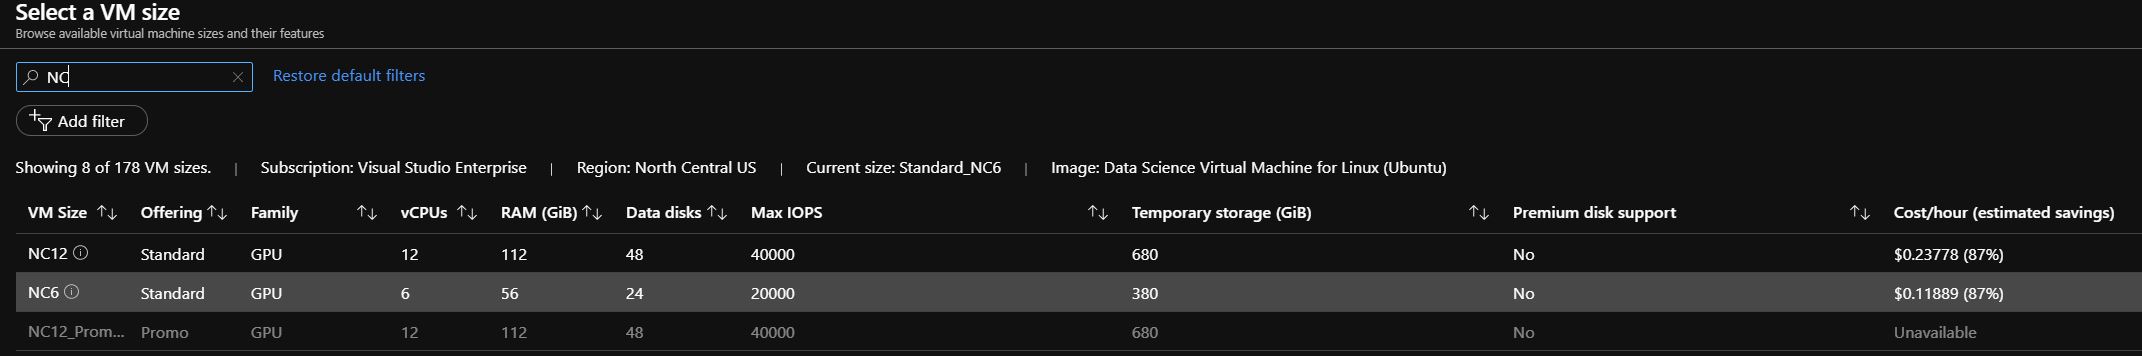 Select a VM size
Browse available virtual machine sizes and their features
NC
Restore default filters
Add filter
Showing 8 of 178 VM sizes. | Subscription: Visual Studio Enterprise | Region: North Central US | Current size: Standard_NC6 | Image: Data Science Virtual Machine for Linux (Ubuntu)
VM Size Offering Family vCPUs RAM (GiB) Data disks Max IOPS Temporary storage (GiB) Premium disk support Cost/hour (estimated savings)
NC12 Standard GPU 12 112 48 40000 680 No $0.23778 (87%)
NC6 Standard GPU 6 56 24 20000 380 No $0.11889 (87%)
NC12_Prom... Promo GPU 12 112 48 40000 680 No Unavailable